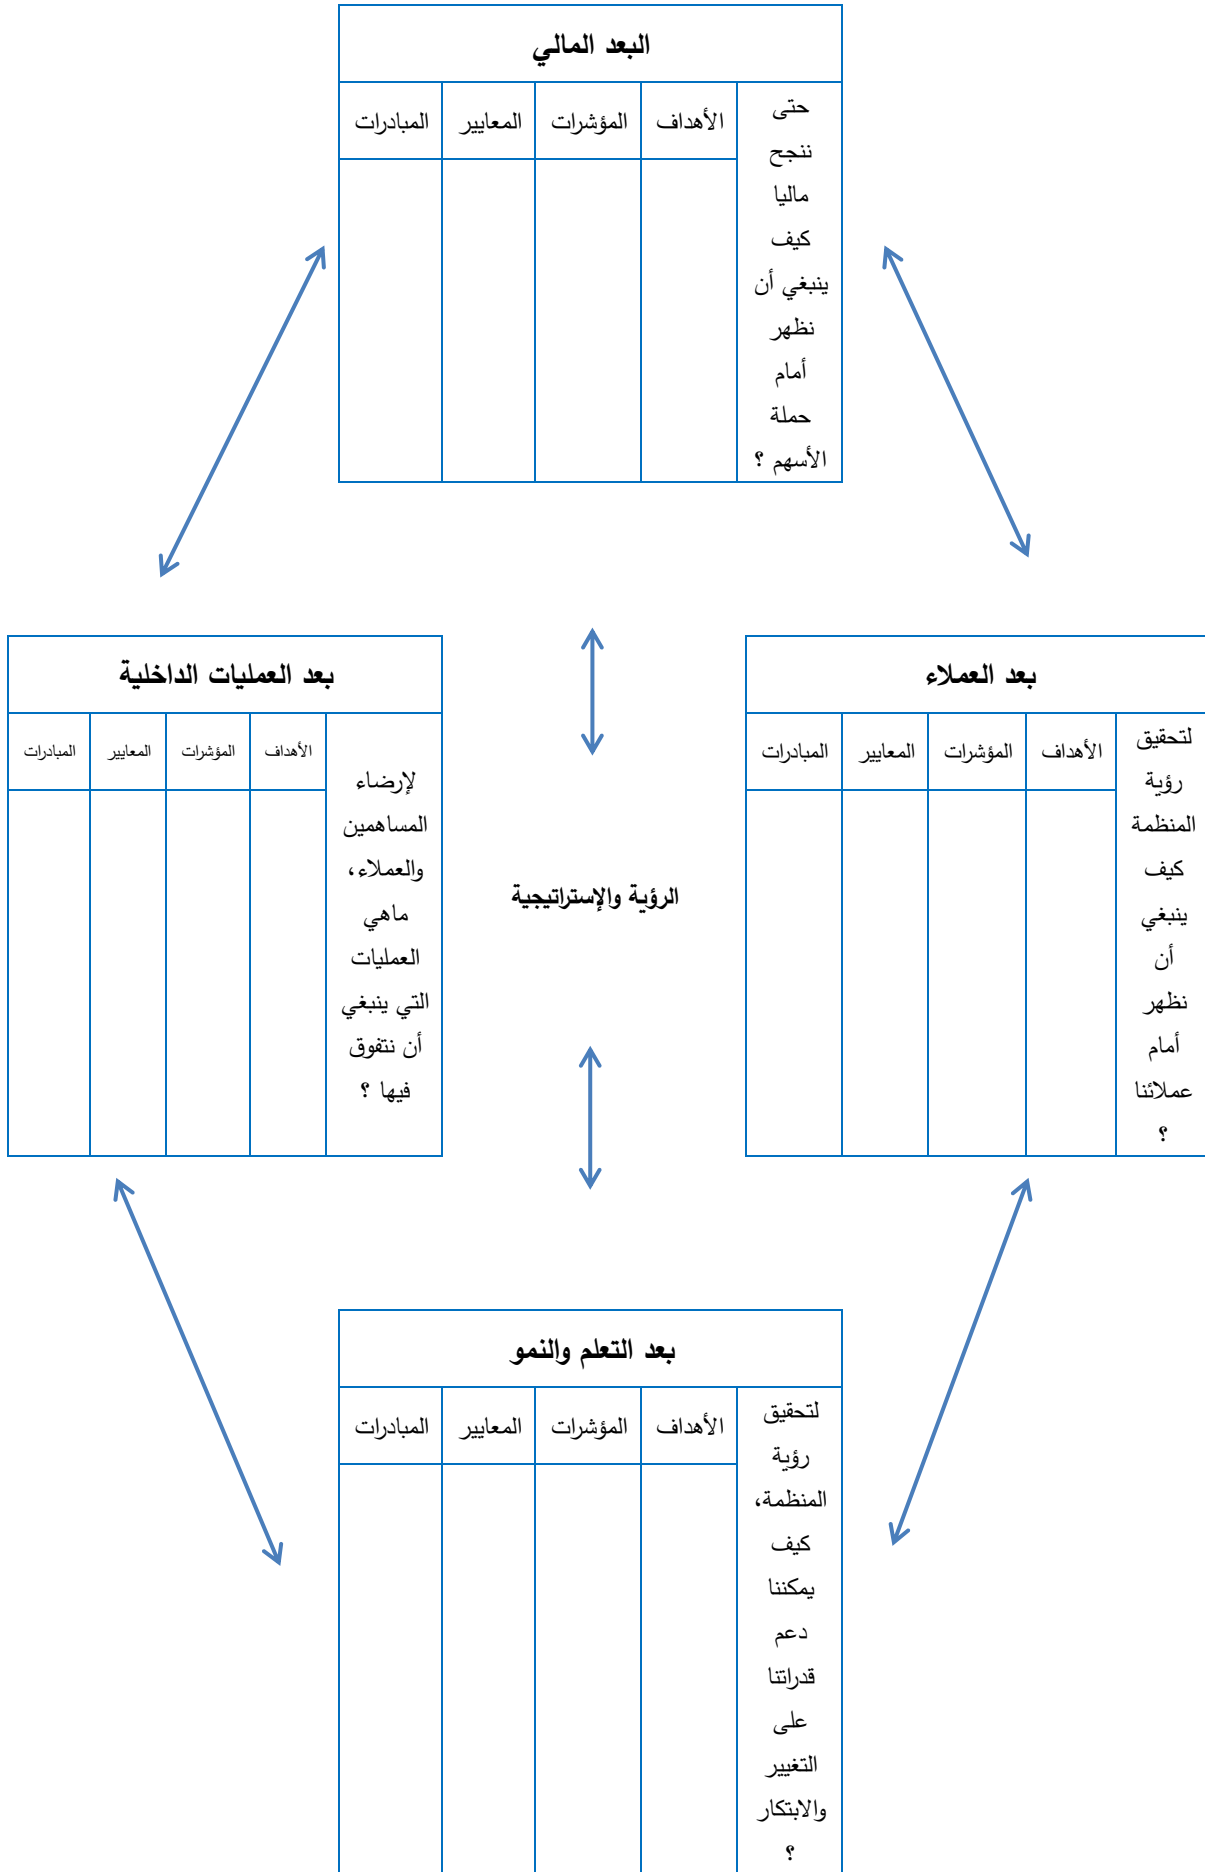 البعد المالي
حتى
ننجح
ماليا
كيف
ينبغي أن
نظهر
أمام
حملة
الأسهم ؟
الأهداف
المؤشرات
المعايير
المبادرات
بعد العملاء
لتحقيق
رؤية
المنظمة
كيف
ينبغي
أن
نظهر
أمام
عملائنا
؟
الأهداف
المؤشرات
المعايير
المبادرات
الرؤية والإستراتيجية
بعد العمليات الداخلية
لإرضاء
المساهمين
والعملاء،
ماهي
العمليات
التي ينبغي
أن نتفوق
فيها ؟
الأهداف
المؤشرات
المعايير
المبادرات
بعد التعلم والنمو
لتحقيق
رؤية
المنظمة،
كيف
يمكننا
دعم
قدراتنا
على
التغيير
والابتكار
؟
الأهداف
المؤشرات
المعايير
المبادرات